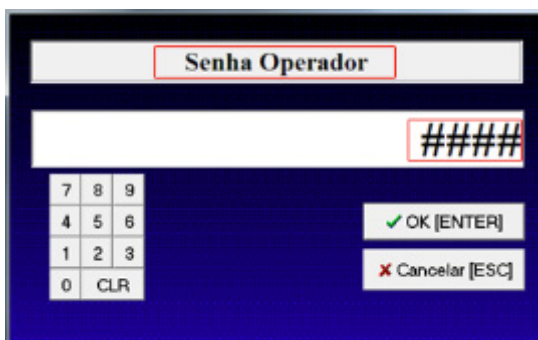 Senha Operador
####
7 8 9
4 5 6
1 2 3
0 CLR
OK [ENTER]
Cancelar [ESC]